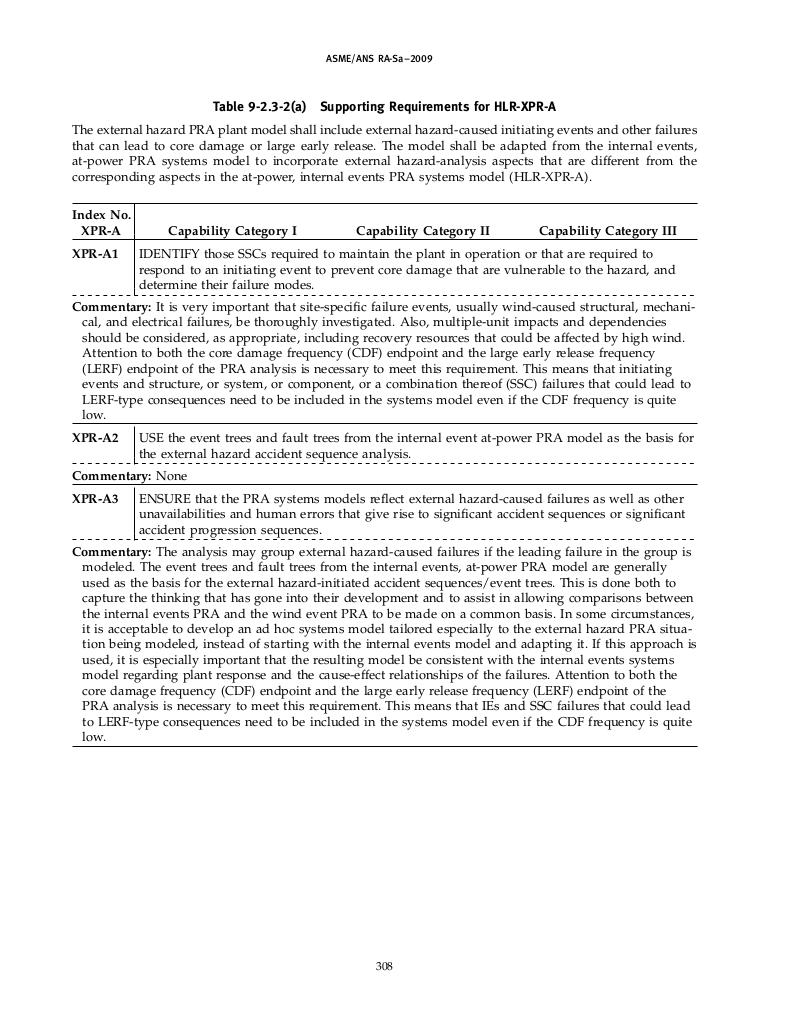 ASME/ANS RA-Sa–2009
Table 9-2.3-2(a) Supporting Requirements for HLR-XPR-A
The external hazard PRA plant model shall include external hazard-caused initiating events and other failures
that can lead to core damage or large early release. The model shall be adapted from the internal events,
at-power PRA systems model to incorporate external hazard-analysis aspects that are different from the
corresponding aspects in the at-power, internal events PRA systems model (HLR-XPR-A).
Index No.
XPR-A Capability Category I Capability Category II Capability Category III
XPR-A1 IDENTIFY those SSCs required to maintain the plant in operation or that are required to
respond to an initiating event to prevent core damage that are vulnerable to the hazard, and
determine their failure modes.
Commentary: It is very important that site-specific failure events, usually wind-caused structural, mechani-
cal, and electrical failures, be thoroughly investigated. Also, multiple-unit impacts and dependencies
should be considered, as appropriate, including recovery resources that could be affected by high wind.
Attention to both the core damage frequency (CDF) endpoint and the large early release frequency
(LERF) endpoint of the PRA analysis is necessary to meet this requirement. This means that initiating
events and structure, or system, or component, or a combination thereof (SSC) failures that could lead to
LERF-type consequences need to be included in the systems model even if the CDF frequency is quite
low.
XPR-A2 USE the event trees and fault trees from the internal event at-power PRA model as the basis for
the external hazard accident sequence analysis.
Commentary: None
XPR-A3 ENSURE that the PRA systems models reflect external hazard-caused failures as well as other
unavailabilities and human errors that give rise to significant accident sequences or significant
accident progression sequences.
Commentary: The analysis may group external hazard-caused failures if the leading failure in the group is
modeled. The event trees and fault trees from the internal events, at-power PRA model are generally
used as the basis for the external hazard-initiated accident sequences/event trees. This is done both to
capture the thinking that has gone into their development and to assist in allowing comparisons between
the internal events PRA and the wind event PRA to be made on a common basis. In some circumstances,
it is acceptable to develop an ad hoc systems model tailored especially to the external hazard PRA situa-
tion being modeled, instead of starting with the internal events model and adapting it. If this approach is
used, it is especially important that the resulting model be consistent with the internal events systems
model regarding plant response and the cause-effect relationships of the failures. Attention to both the
core damage frequency (CDF) endpoint and the large early release frequency (LERF) endpoint of the
PRA analysis is necessary to meet this requirement. This means that IEs and SSC failures that could lead
to LERF-type consequences need to be included in the systems model even if the CDF frequency is quite
low.
308